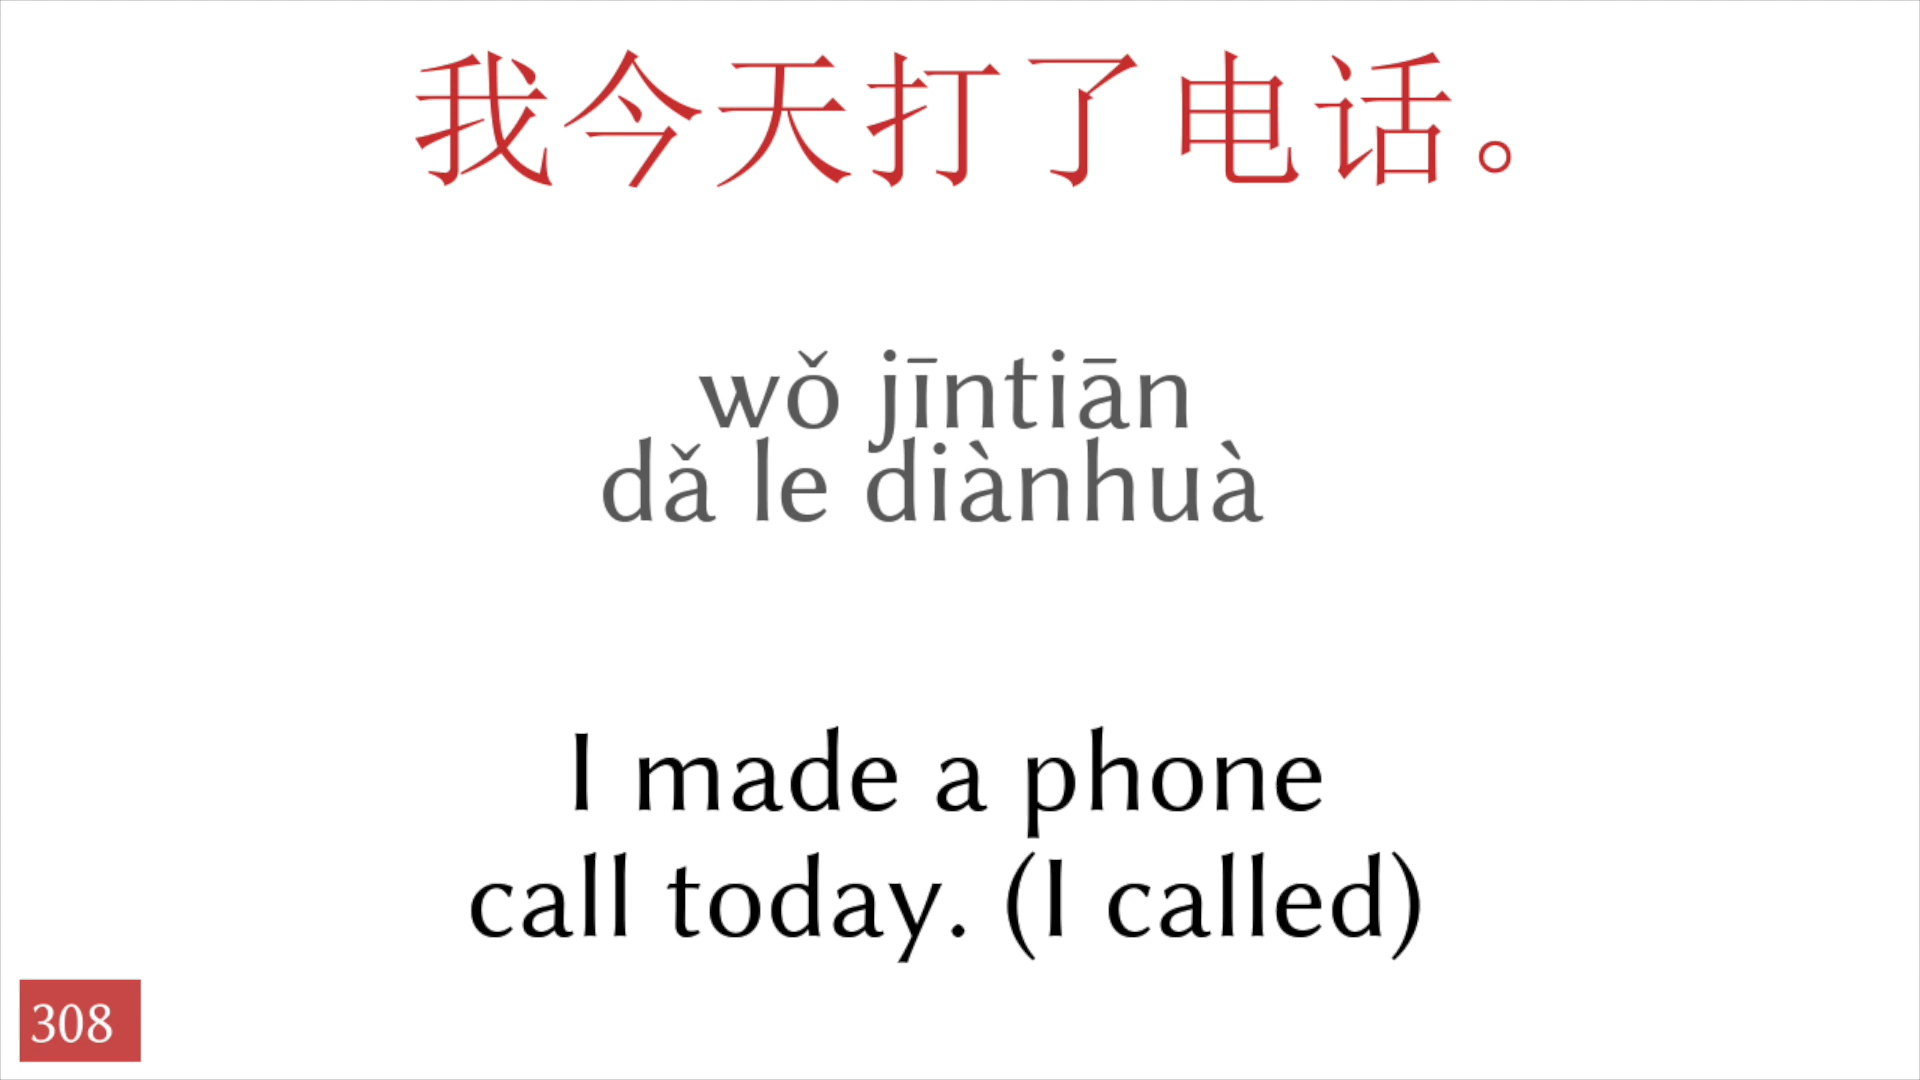 我今天打了电话。
wǒ jīntiān
dǎ le diànhuà
I made a phone
call today. (I called)
308